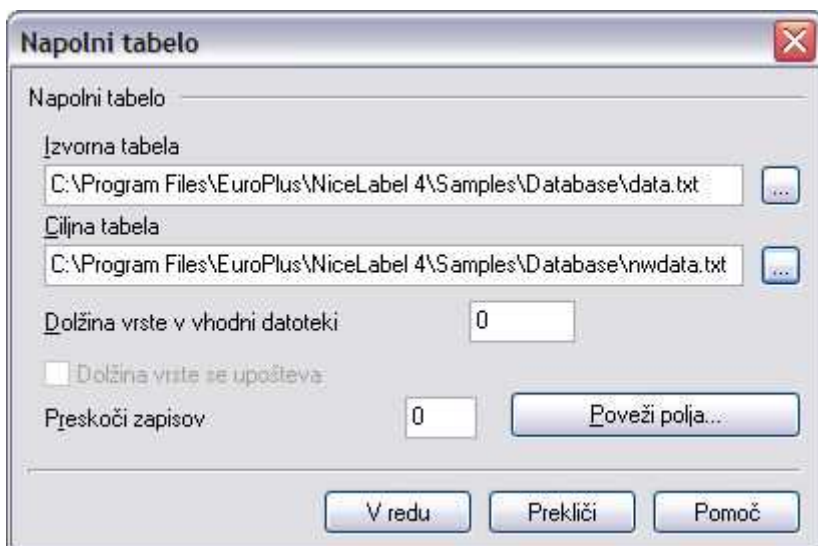 Napolni tabelo
Napolni tabelo
Izvorna tabela
C:\Program Files\EuroPlus\NiceLabel 4\Samples\Database\data.txt ...
Ciljna tabela
C:\Program Files\EuroPlus\NiceLabel 4\Samples\Database\nwdata.txt ...
Dolžina vrste v vhodni datoteki 0
Dolžina vrste se upošteva
Preskoči zapisov 0 Poveži polja...
V redu Prekliči Pomoč